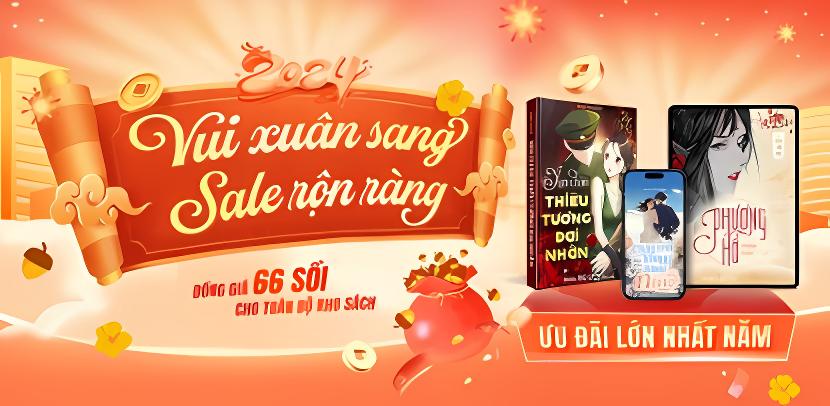 2024
Vui xuân sang
Sale rộn ràng
ĐỒNG GIÁ 66 SỒI
CHO TOÀN BỘ KHO SÁCH
THIẾU
TƯỚNG
ĐẠI
NHÂN
PHƯỢNG
HỒ
ƯU ĐÃI LỚN NHẤT NĂM